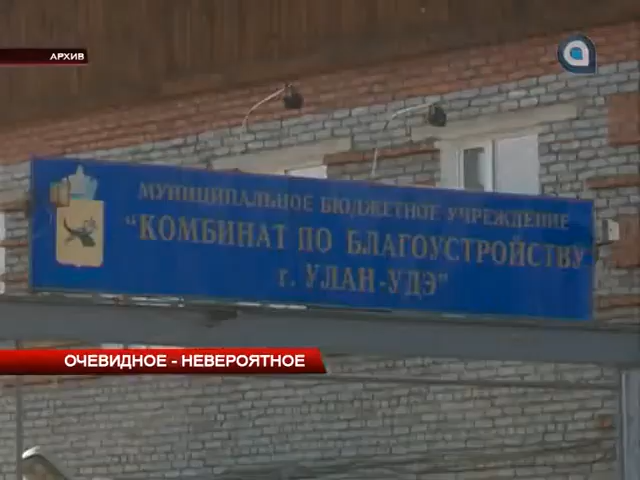 АРХИВ
МУНИЦИПАЛЬНОЕ БЮДЖЕТНОЕ УЧРЕЖДЕНИЕ
"КОМБИНАТ ПО БЛАГОУСТРОЙСТВУ
г. УЛАН-УДЭ"
ОЧЕВИДНОЕ - НЕВЕРОЯТНОЕ